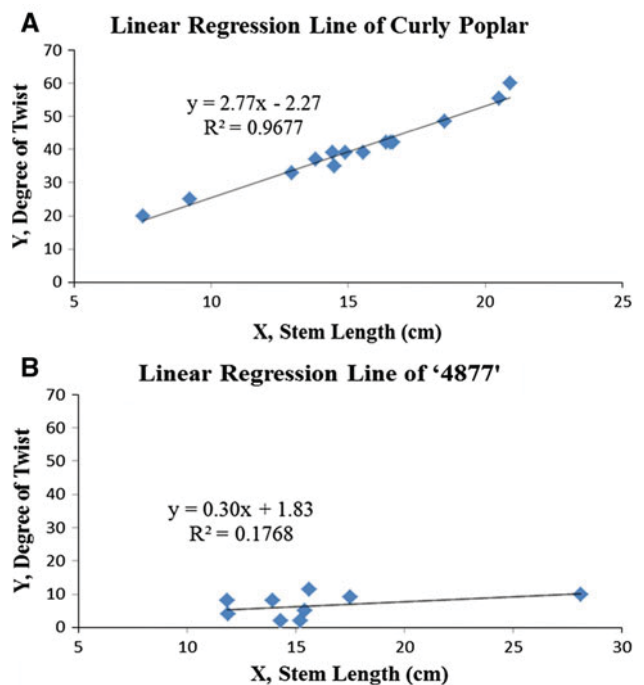 A
Linear Regression Line of Curly Poplar
y = 2.77x - 2.27
R² = 0.9677
Y, Degree of Twist
70
60
50
40
30
20
10
0
5 10 15 20 25
X, Stem Length (cm)
B
Linear Regression Line of ‘4877'
y = 0.30x + 1.83
R² = 0.1768
Y, Degree of Twist
70
60
50
40
30
20
10
0
5 10 15 20 25 30
X, Stem Length (cm)